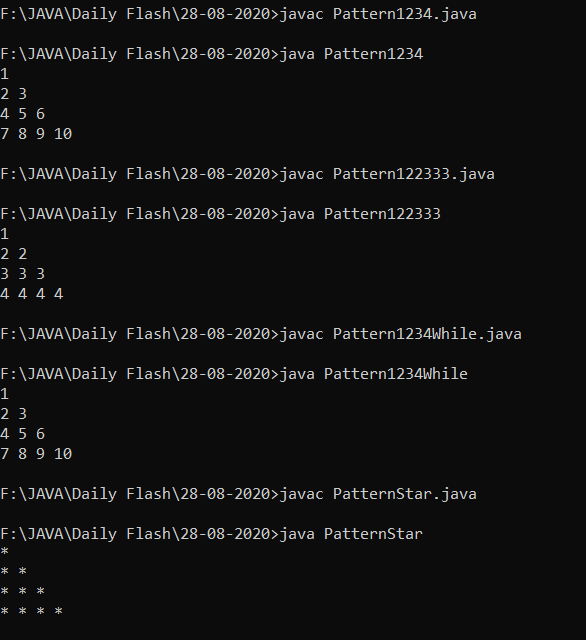 F:\JAVA\Daily Flash\28-08-2020>javac Pattern1234.java
F:\JAVA\Daily Flash\28-08-2020>java Pattern1234
1
2 3
4 5 6
7 8 9 10
F:\JAVA\Daily Flash\28-08-2020>javac Pattern122333.java
F:\JAVA\Daily Flash\28-08-2020>java Pattern122333
1
2 2
3 3 3
4 4 4 4
F:\JAVA\Daily Flash\28-08-2020>javac Pattern1234While.java
F:\JAVA\Daily Flash\28-08-2020>java Pattern1234While
1
2 3
4 5 6
7 8 9 10
F:\JAVA\Daily Flash\28-08-2020>javac PatternStar.java
F:\JAVA\Daily Flash\28-08-2020>java PatternStar
*
* *
* * *
* * * *